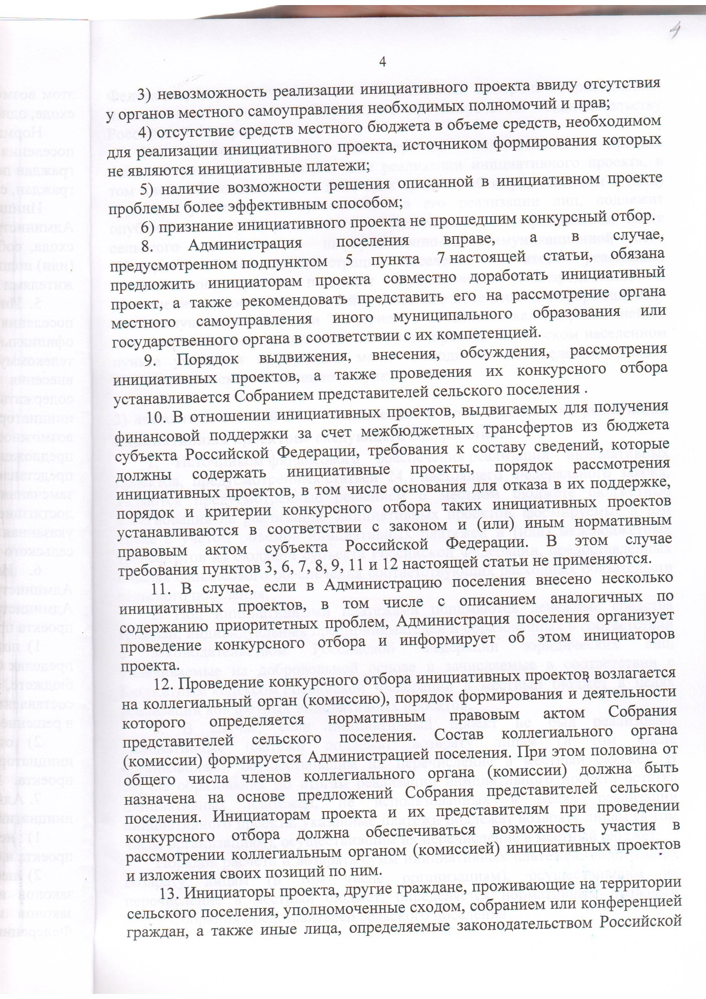 4
4
3) невозможность реализации инициативного проекта ввиду отсутствия
у органов местного самоуправления необходимых полномочий и прав;
4) отсутствие средств местного бюджета в объеме средств, необходимом
для реализации инициативного проекта, источником формирования которых
не являются инициативные платежи;
5) наличие возможности решения описанной в инициативном проекте
проблемы более эффективным способом;
6) признание инициативного проекта не прошедшим конкурсный отбор.
8. Администрация поселения вправе, а в случае,
предусмотренном подпунктом 5 пункта 7 настоящей статьи, обязана
предложить инициаторам проекта совместно доработать инициативный
проект, а также рекомендовать представить его на рассмотрение органа
местного самоуправления иного муниципального образования или
государственного органа в соответствии с их компетенцией.
9. Порядок выдвижения, внесения, обсуждения, рассмотрения
инициативных проектов, а также проведения их конкурсного отбора
устанавливается Собранием представителей сельского поселения .
10. В отношении инициативных проектов, выдвигаемых для получения
финансовой поддержки за счет межбюджетных трансфертов из бюджета
субъекта Российской Федерации, требования к составу сведений, которые
должны содержать инициативные проекты, порядок рассмотрения
инициативных проектов, в том числе основания для отказа в их поддержке,
порядок и критерии конкурсного отбора таких инициативных проектов
устанавливаются в соответствии с законом и (или) иным нормативным
правовым актом субъекта Российской Федерации. В этом случае
требования пунктов 3, 6, 7, 8, 9, 11 и 12 настоящей статьи не применяются.
11. В случае, если в Администрацию поселения внесено несколько
инициативных проектов, в том числе с описанием аналогичных по
содержанию приоритетных проблем, Администрация поселения организует
проведение конкурсного отбора и информирует об этом инициаторов
проекта.
12. Проведение конкурсного отбора инициативных проектов возлагается
на коллегиальный орган (комиссию), порядок формирования и деятельности
которого определяется нормативным правовым актом Собрания
представителей сельского поселения. Состав коллегиального органа
(комиссии) формируется Администрацией поселения. При этом половина от
общего числа членов коллегиального органа (комиссии) должна быть
назначена на основе предложений Собрания представителей сельского
поселения. Инициаторам проекта и их представителям при проведении
конкурсного отбора должна обеспечиваться возможность участия в
рассмотрении коллегиальным органом (комиссией) инициативных проектов
и изложения своих позиций по ним.
13. Инициаторы проекта, другие граждане, проживающие на территории
сельского поселения, уполномоченные сходом, собранием или конференцией
граждан, а также иные лица, определяемые законодательством Российской